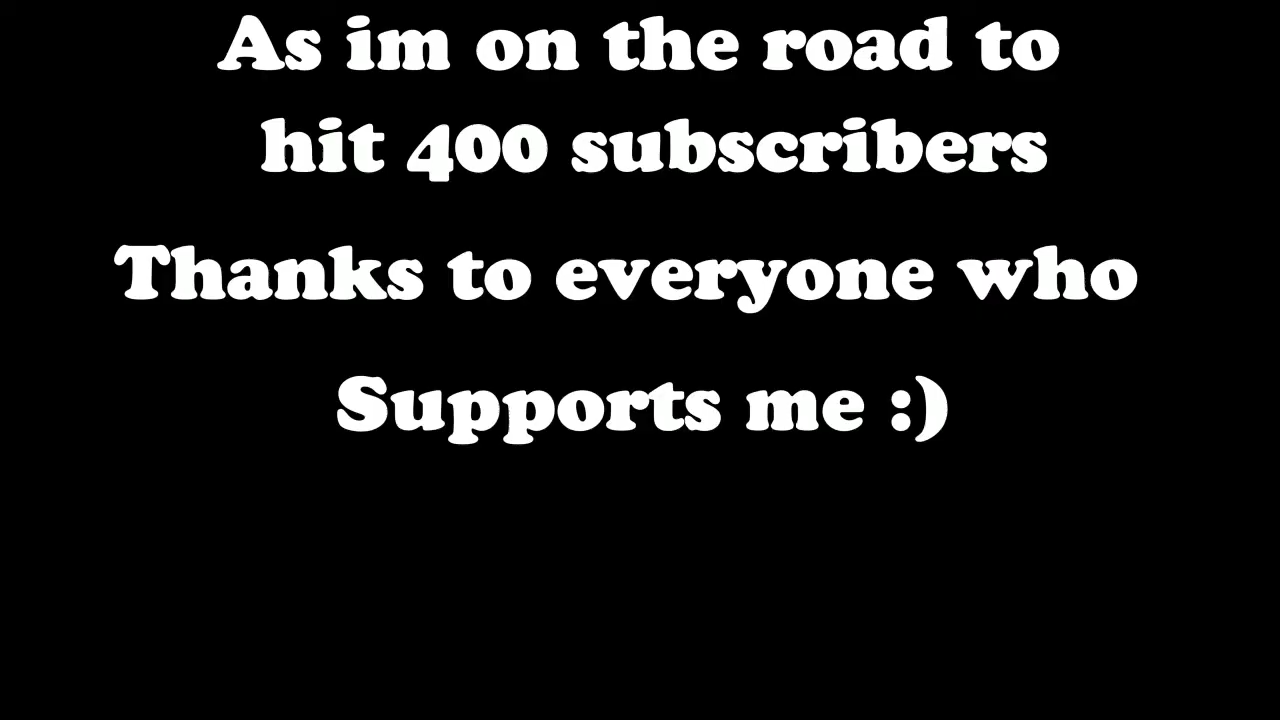 As im on the road to
hit 400 subscribers
Thanks to everyone who
Supports me :)